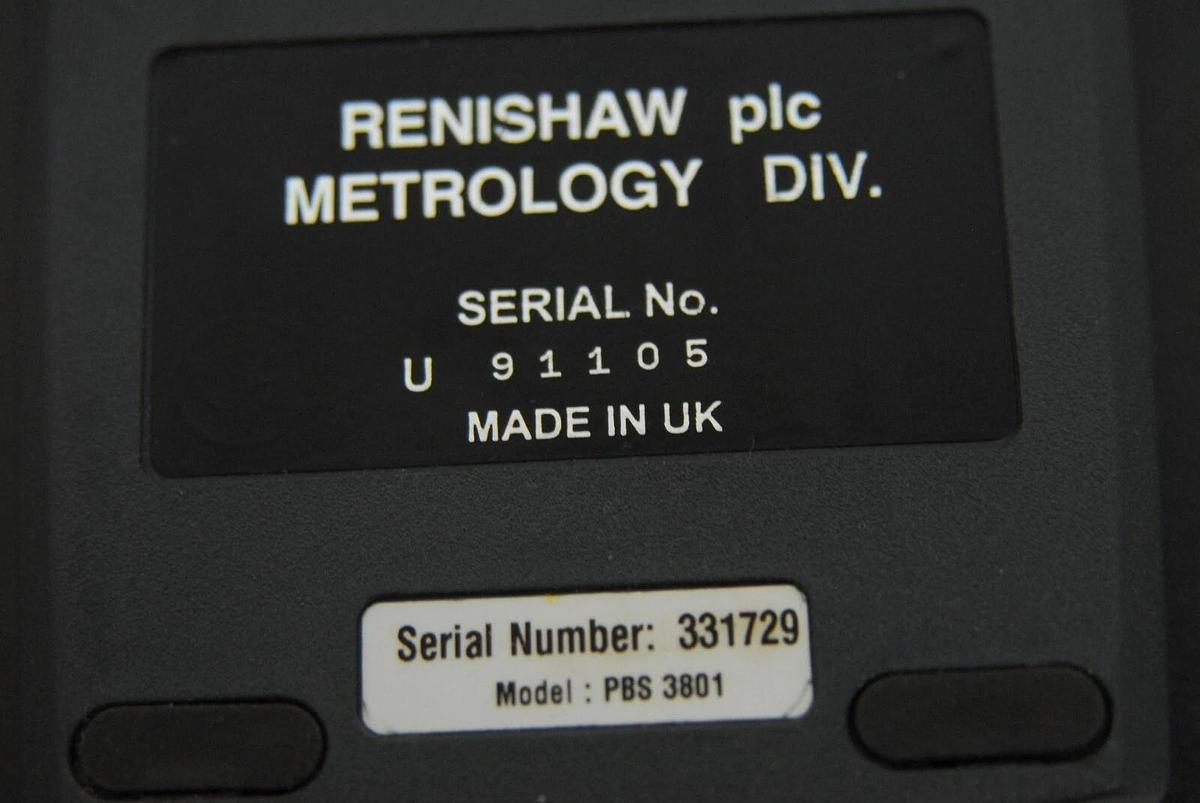 RENISHAW plc
METROLOGY DIV.
SERIAL No.
U 91105
MADE IN UK
Serial Number: 331729
Model : PBS 3801